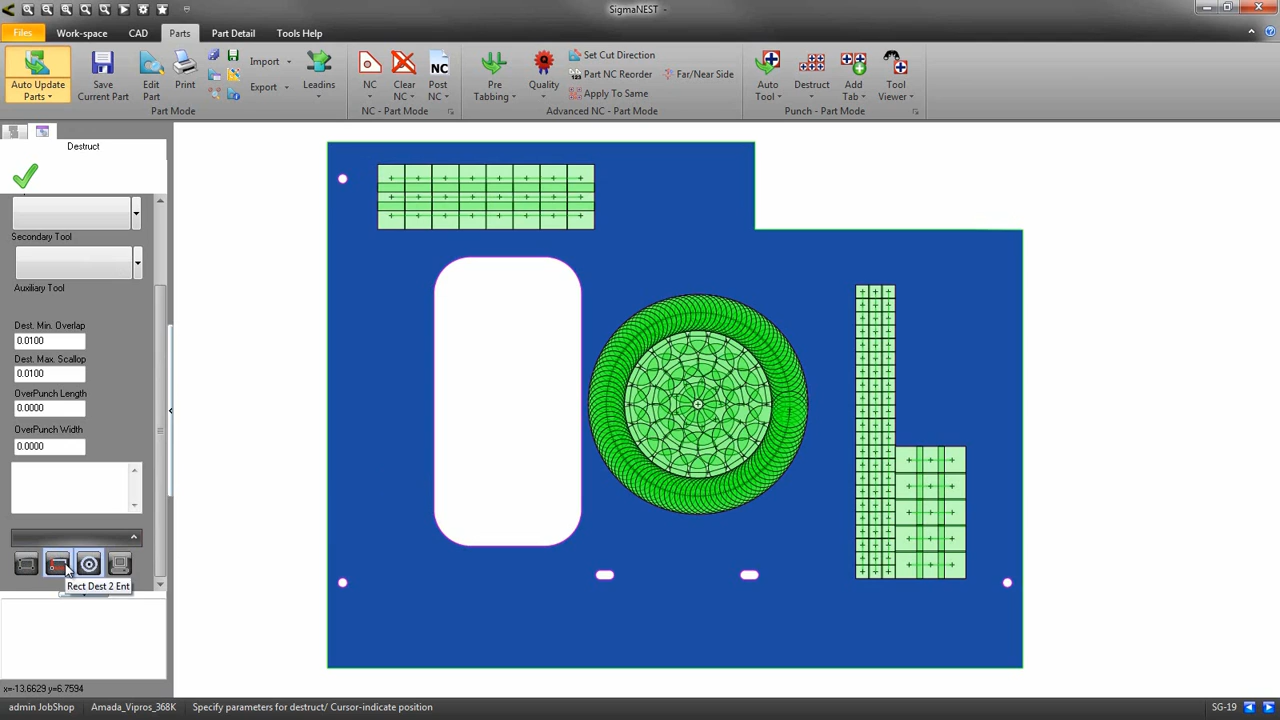 SigmaNEST -
Files
Work-space
CAD
Parts
Part Detail
Tools Help
Auto Update
Parts
Save
Current Part
Edit
Part
Print
Import
Export
Leadins
Part Mode
NC
Clear
NC
NC
Post
NC
NC - Part Mode
Pre
Tabbing
Quality
Set Cut Direction
Part NC Reorder
Far/Near Side
Apply To Same
Advanced NC - Part Mode
Auto
Tool
Destruct
Add
Tab
Tool
Viewer
Punch - Part Mode
Destruct
Secondary Tool
Auxiliary Tool
Dest. Min. Overlap
0.0100
Dest. Max. Scallop
0.0100
OverPunch Length
0.0000
OverPunch Width
0.0000
Rect Dest 2 Ent
x=-13.6629 y=6.7594
admin JobShop
Amada_Vipros_368K
Specify parameters for destruct/ Cursor-indicate position
SG-19